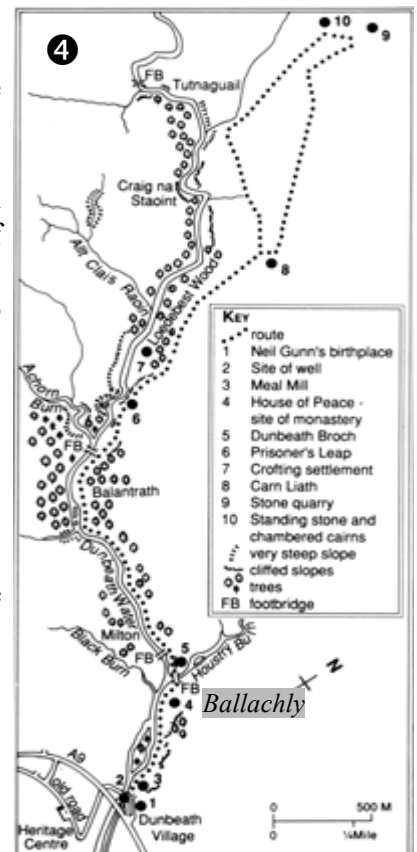 4
10
9
FB
Tutnaguail
Craig na
Staoint
Allt Clais Raon
Loedebest Wood
8
7
6
Achorn
Burn
FB
Balantrath
Dunbeath Water
Milton
Black Burn
FB
5
Houstry Burn
FB
4
Ballachly
N
A9
old road
2
3
1
Heritage
Centre
Dunbeath
Village
KEY
route
1 Neil Gunn's birthplace
2 Site of well
3 Meal Mill
4 House of Peace -
site of monastery
5 Dunbeath Broch
6 Prisoner's Leap
7 Crofting settlement
8 Carn Liath
9 Stone quarry
10 Standing stone and
chambered cairns
very steep slope
cliffed slopes
trees
FB footbridge
0 500 M
0 ¼Mile